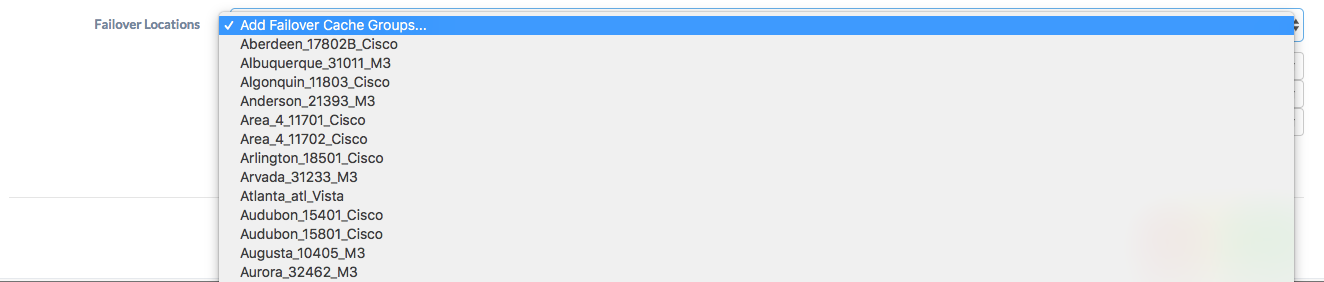 Failover Locations
✓ Add Failover Cache Groups...
Aberdeen_17802B_Cisco
Albuquerque_31011_M3
Algonquin_11803_Cisco
Anderson_21393_M3
Area_4_11701_Cisco
Area_4_11702_Cisco
Arlington_18501_Cisco
Arvada_31233_M3
Atlanta_atl_Vista
Audubon_15401_Cisco
Audubon_15801_Cisco
Augusta_10405_M3
Aurora_32462_M3